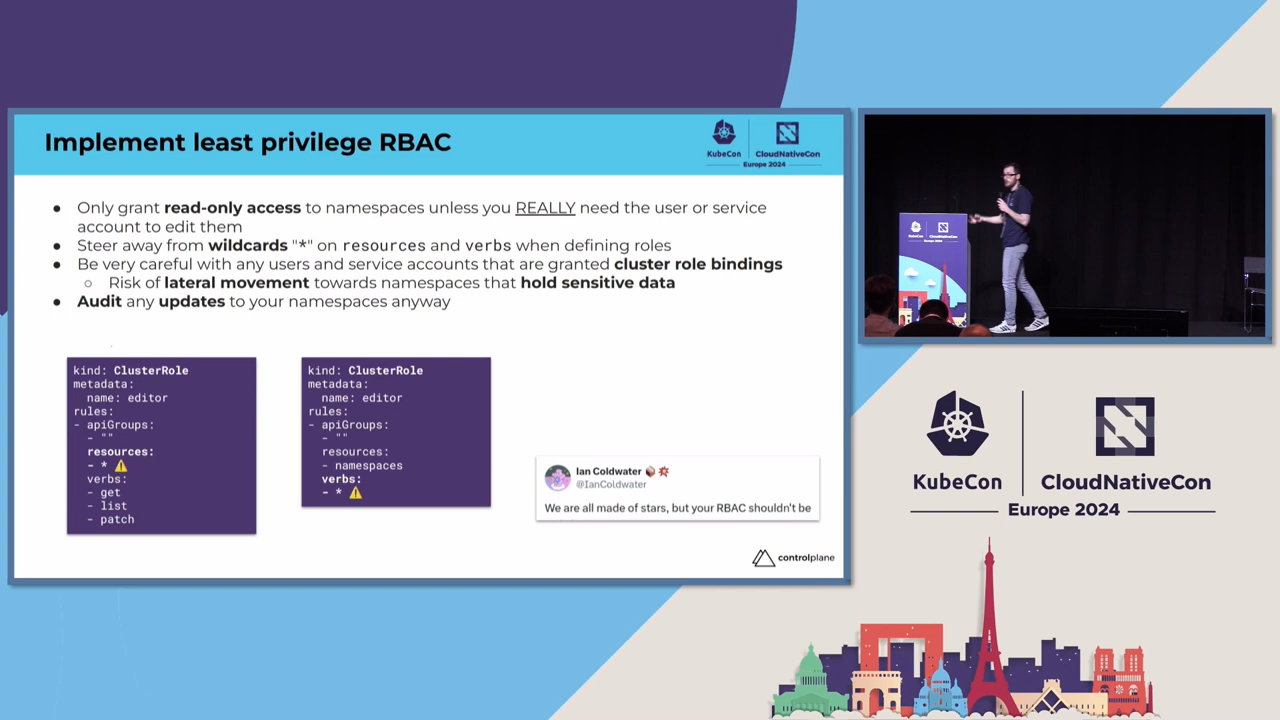 Implement least privilege RBAC
KubeCon
CloudNativeCon
Europe 2024
● Only grant read-only access to namespaces unless you REALLY need the user or service
account to edit them
● Steer away from wildcards "*" on resources and verbs when defining roles
● Be very careful with any users and service accounts that are granted cluster role bindings
○ Risk of lateral movement towards namespaces that hold sensitive data
● Audit any updates to your namespaces anyway
kind: ClusterRole
metadata:
  name: editor
rules:
- apiGroups:
  - ""
  resources:
  - * ⚠️
  verbs:
  - get
  - list
  - patch
kind: ClusterRole
metadata:
  name: editor
rules:
- apiGroups:
  - ""
  resources:
  - namespaces
  verbs:
  - * ⚠️
Ian Coldwater 📦💥
@IanColdwater
We are all made of stars, but your RBAC shouldn't be
controlplane
KubeCon
CloudNativeCon
Europe 2024